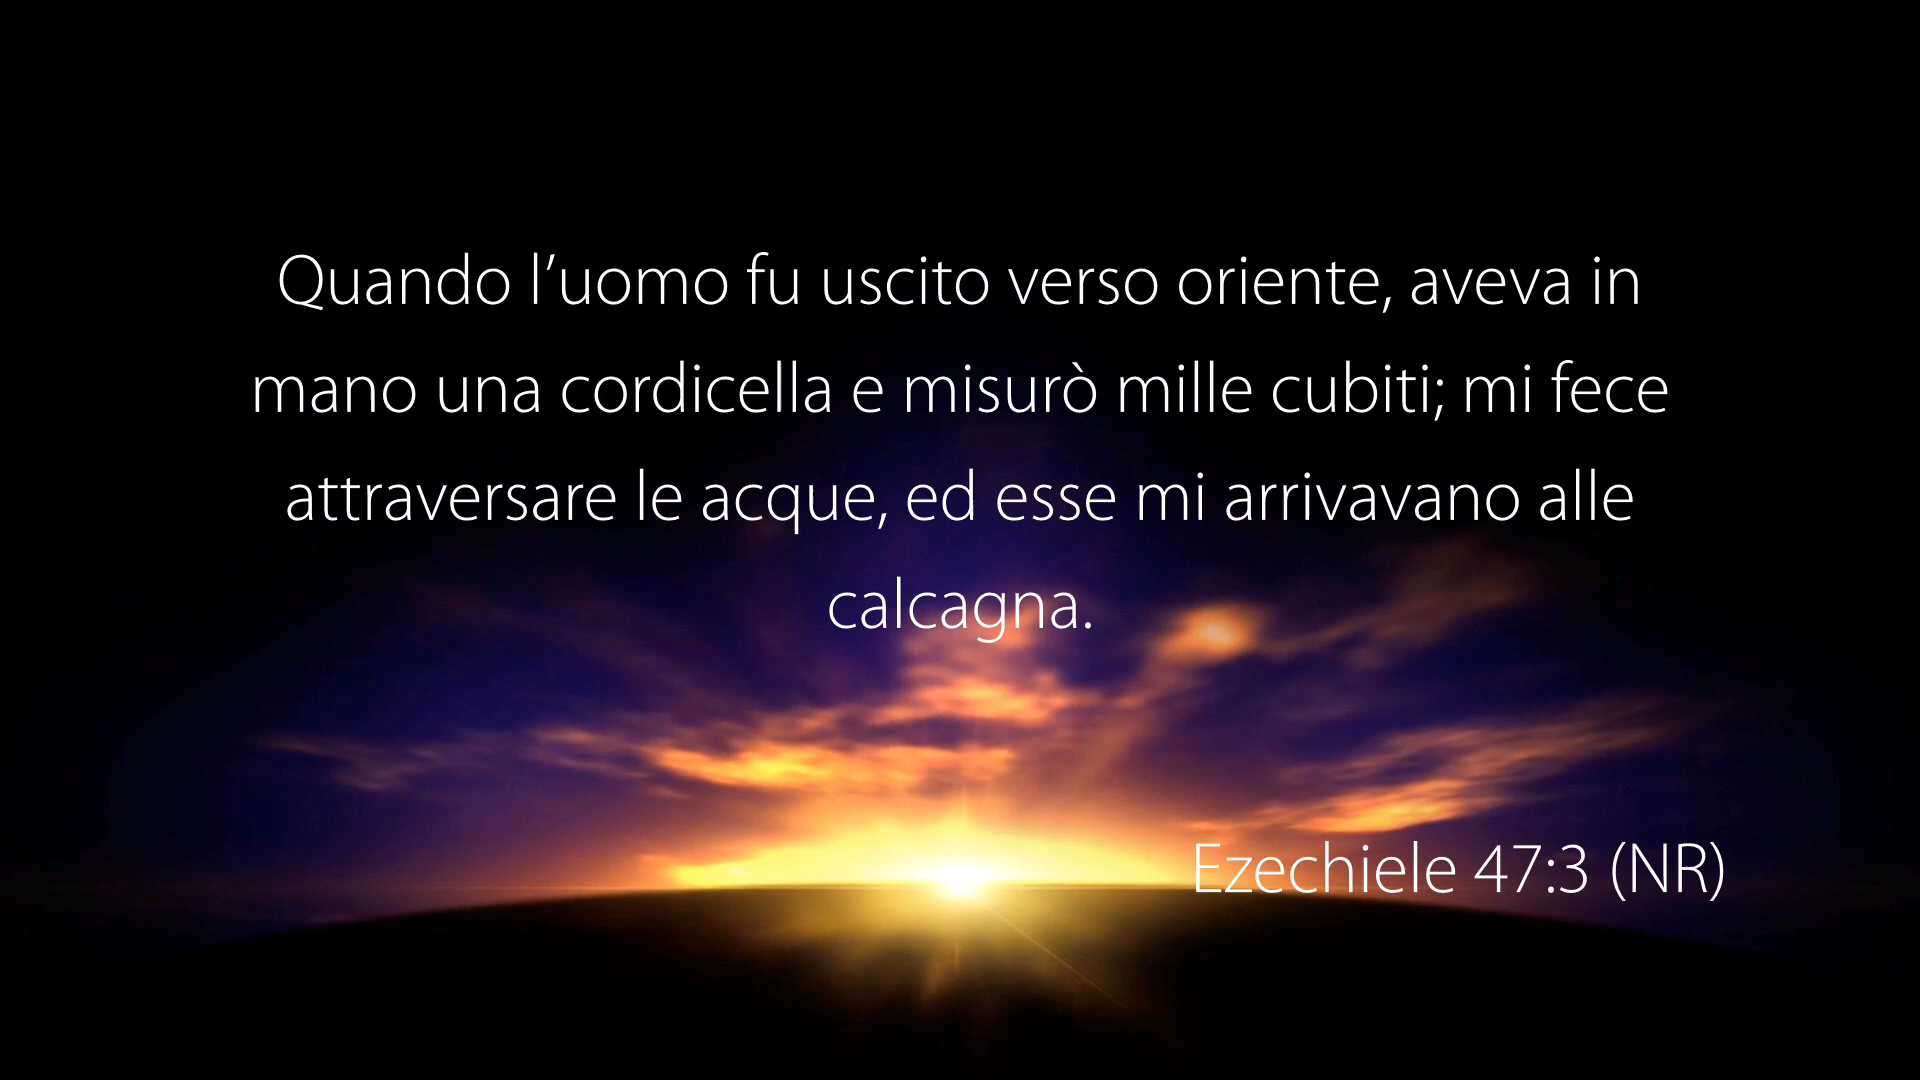 Quando l’uomo fu uscito verso oriente, aveva in
mano una cordicella e misurò mille cubiti; mi fece
attraversare le acque, ed esse mi arrivavano alle
calcagna.
Ezechiele 47:3 (NR)